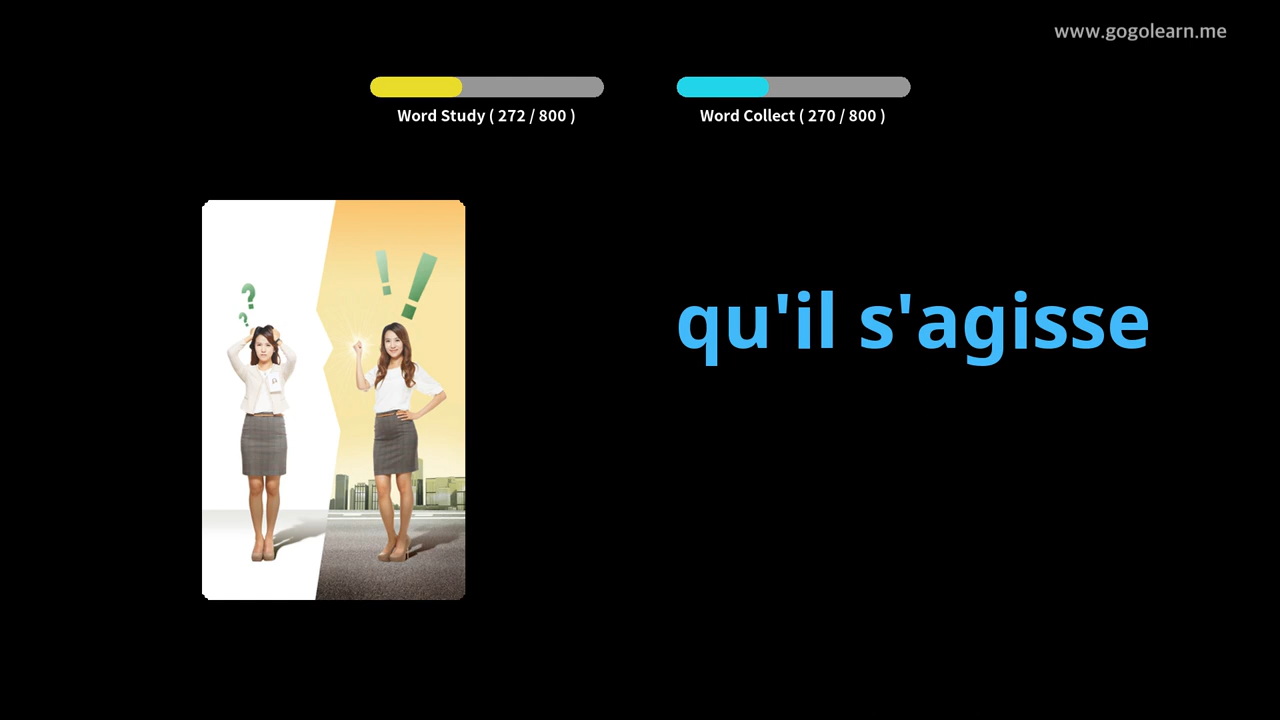 www.gogolearn.me
Word Study ( 272 / 800 )
Word Collect ( 270 / 800 )
? ?
! !
qu'il s'agisse